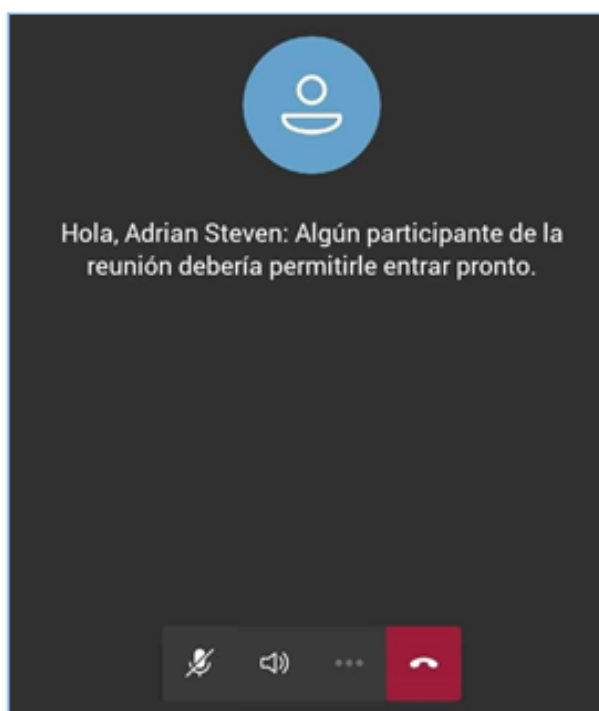 Hola, Adrian Steven: Algún participante de la
reunión debería permitirle entrar pronto.